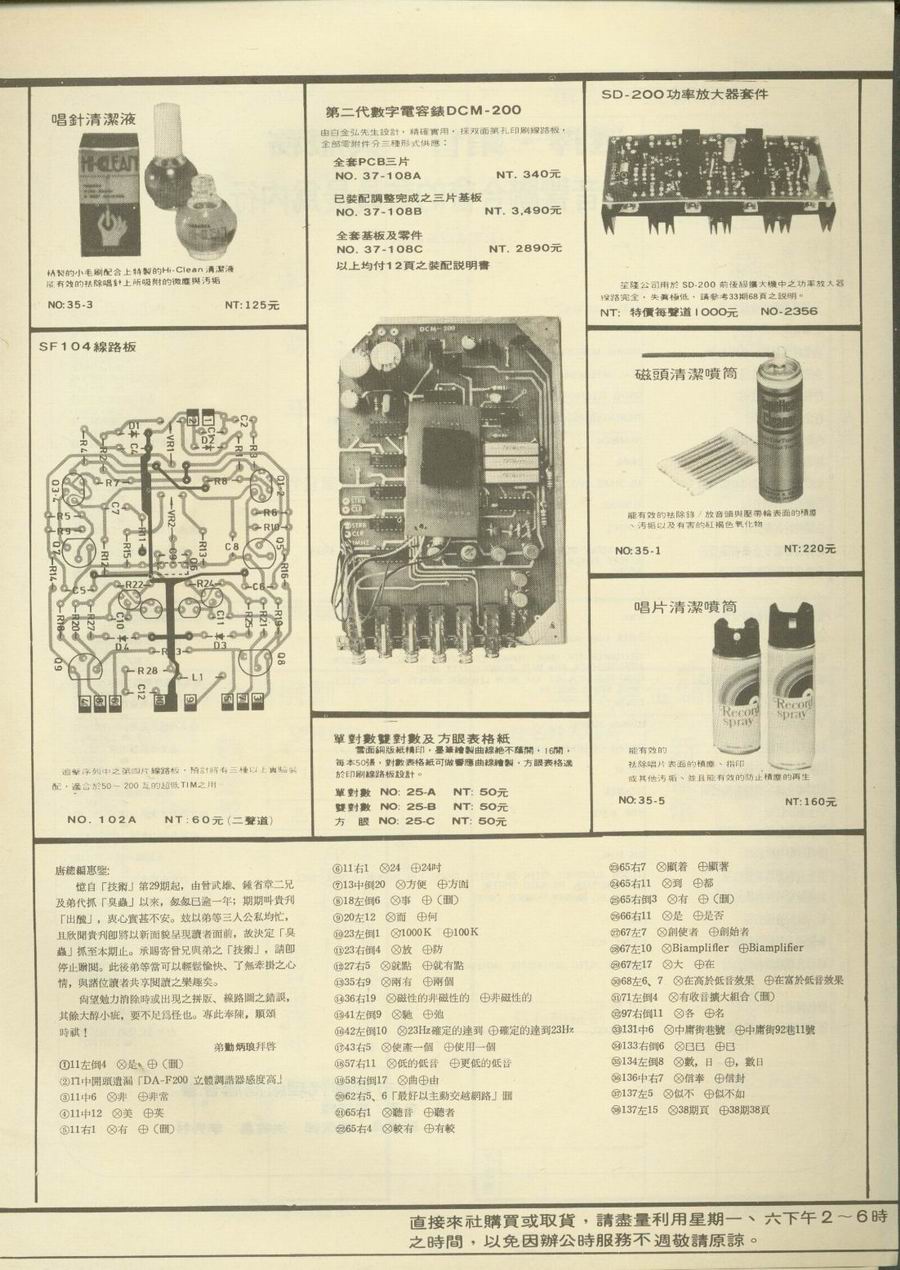 唱針清潔液
HI-CLEAN
精製的小毛刷配合上特製的Hi-Clean清潔液
能有效的祛除唱針上所吸附的微塵與汚垢
NO:35-3 NT:125元
第二代數字電容錶DCM-200
由白金弘先生設計，精確實用，採双面第孔印刷線路板，
全部零附件分三種形式供應：
全套PCB三片
NO. 37-108A NT. 340元
已裝配調整完成之三片基板
NO. 37-108B NT. 3,490元
全套基板及零件
NO. 37-108C NT. 2890元
以上均付12頁之裝配說明書
DCM-200
SD-200功率放大器套件
笙隆公司用於 SD-200 前後級擴大機中之功率放大器
線路完全，失眞極低，請參考33期68頁之說明。
NT: 特價每聲道1000元 NO-2356
SF104線路板
R4
R2
D1
C4
VR1
D2
C2
R1
R3
R7
R8
Q3-4
Q1-2
R5
R9
C7
R11
VR2
R6
R10
Q7
R12
R15
C9
R13
C8
Q5
R14
R16
C5
R22
R24
C6
R18
R20
R27
C10
C11
R25
R21
R19
D4
D3
Q9
Q8
R28
L1
C12
追擊序列中之第四片線路板，預計將有三種以上實驗裝
配，適合於50～200瓦的超低TIM之用
NO. 102A NT:60元(二聲道)
磁頭清潔噴筒
能有效的祛除錄／放音頭與壓帶輪表面的積塵
、汚垢以及有害的紅褐色氧化物
NO:35-1 NT:220元
唱片清潔噴筒
Record spray
Record spray
能有效的
祛除唱片表面的積塵、指印
或其他汚垢、並且能有效的防止積塵的再生
NO:35-5 NT:160元
單對數雙對數及方眼表格紙
雪面銅版紙精印，墨筆繪製曲線絶不蘊開，16開，
每本50張，對數表格紙可做響應曲線繪製，方眼表格適
於印刷線路板設計。
單對數 NO: 25-A NT: 50元
雙對數 NO: 25-B NT: 50元
方 眼 NO: 25-C NT: 50元
唐總編惠鑒:
憶自「技術」第29期起，由曾武雄、鍾省章二兄
及弟代抓「臭蟲」以來，匆匆已逾一年；期期叫貴刋
「出醜」，衷心實甚不安。玆以弟等三人公私均忙，
且欣聞貴刋卽將以新面貌呈現讀者面前，故決定「臭
蟲」抓至本期止。承賜寄曾兄與弟之「技術」，請卽
停止贈閱。此後弟等當可以輕鬆愉快、了無牽掛之心
情，與諸位讀者共享閱讀之樂趣矣。
尙望勉力消除時或出現之拼版、線路圖之錯誤，
其餘大醇小疵，要不足爲怪也。專此奉陳，順頌
時祺！
弟勤炳琅拜啓
①11左倒4 ⊗是 ⊕（刪）
②11中開頭遺漏「DA-F200 立體調諧器感度高」
③11中6 ⊗非 ⊕非常
④11中12 ⊗美 ⊕英
⑤11右1 ⊗有 ⊕（刪）
⑥11右1 ⊗24 ⊕24吋
⑦13中倒20 ⊗方便 ⊕方面
⑧18左倒6 ⊗事 ⊕（刪）
⑨20左12 ⊗而 ⊕何
⑩23左倒1 ⊗1000K ⊕100K
⑪23右倒4 ⊗放 ⊕防
⑫27右5 ⊗就點 ⊕就有點
⑬35右9 ⊗兩有 ⊕兩個
⑭36右19 ⊗磁性的非磁性的 ⊕非磁性的
⑮41左倒9 ⊗馳 ⊕弛
⑯42左倒10 ⊗23Hz確定的達到 ⊕確定的達到23Hz
⑰43右5 ⊗使產一個 ⊕使用一個
⑱57右11 ⊗低的低音 ⊕更低的低音
⑲58右倒17 ⊗曲⊕由
⑳62右5、6「最好以主動交越網路」刪
㉑65右1 ⊗聽音 ⊕聽者
㉒65右4 ⊗較有 ⊕有較
㉓65右7 ⊗顯着 ⊕顯著
㉔65右11 ⊗到 ⊕都
㉕65右倒3 ⊗有 ⊕（刪）
㉖66右11 ⊗是 ⊕是否
㉗67左7 ⊗創使者 ⊕創始者
㉘67左10 ⊗Biamplifler ⊕Biamplifier
㉙67左17 ⊗大 ⊕在
㉚68左6、7 ⊗在高於低音效果 ⊕在富於低音效果
㉛71左倒4 ⊗有收音擴大組合（刪）
㉜97右倒11 ⊗各 ⊕名
㉝131中6 ⊗中庸街巷號 ⊕中庸街92巷11號
㉞133右倒6 ⊗巳巳 ⊕巳
㉟134左倒8 ⊗數，日 ⊕，數日
㊱136中右7 ⊗信奉 ⊕信封
㊲137左5 ⊗似不 ⊕似不如
㊳137左15 ⊗38期頁 ⊕38期38頁
直接來社購買或取貨，請盡量利用星期一、六下午2～6時
之時間，以免因辦公時服務不週敬請原諒。